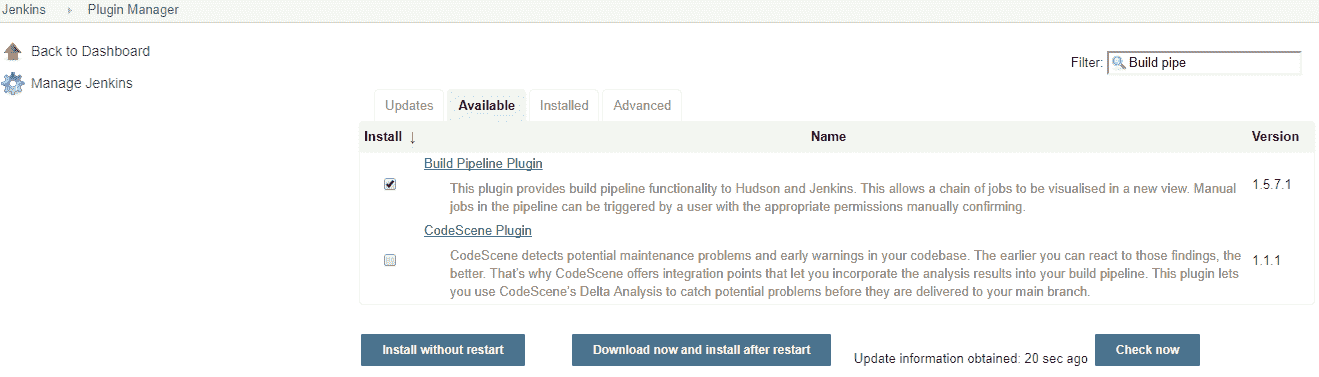 Jenkins Plugin Manager
Back to Dashboard
Manage Jenkins
Filter: Build pipe
Updates Available Installed Advanced
Install ↓ Name Version
Build Pipeline Plugin
This plugin provides build pipeline functionality to Hudson and Jenkins. This allows a chain of jobs to be visualised in a new view. Manual
jobs in the pipeline can be triggered by a user with the appropriate permissions manually confirming.
1.5.7.1
CodeScene Plugin
CodeScene detects potential maintenance problems and early warnings in your codebase. The earlier you can react to those findings, the
better. That's why CodeScene offers integration points that let you incorporate the analysis results into your build pipeline. This plugin lets
you use CodeScene's Delta Analysis to catch potential problems before they are delivered to your main branch.
1.1.1
Install without restart Download now and install after restart Update information obtained: 20 sec ago Check now